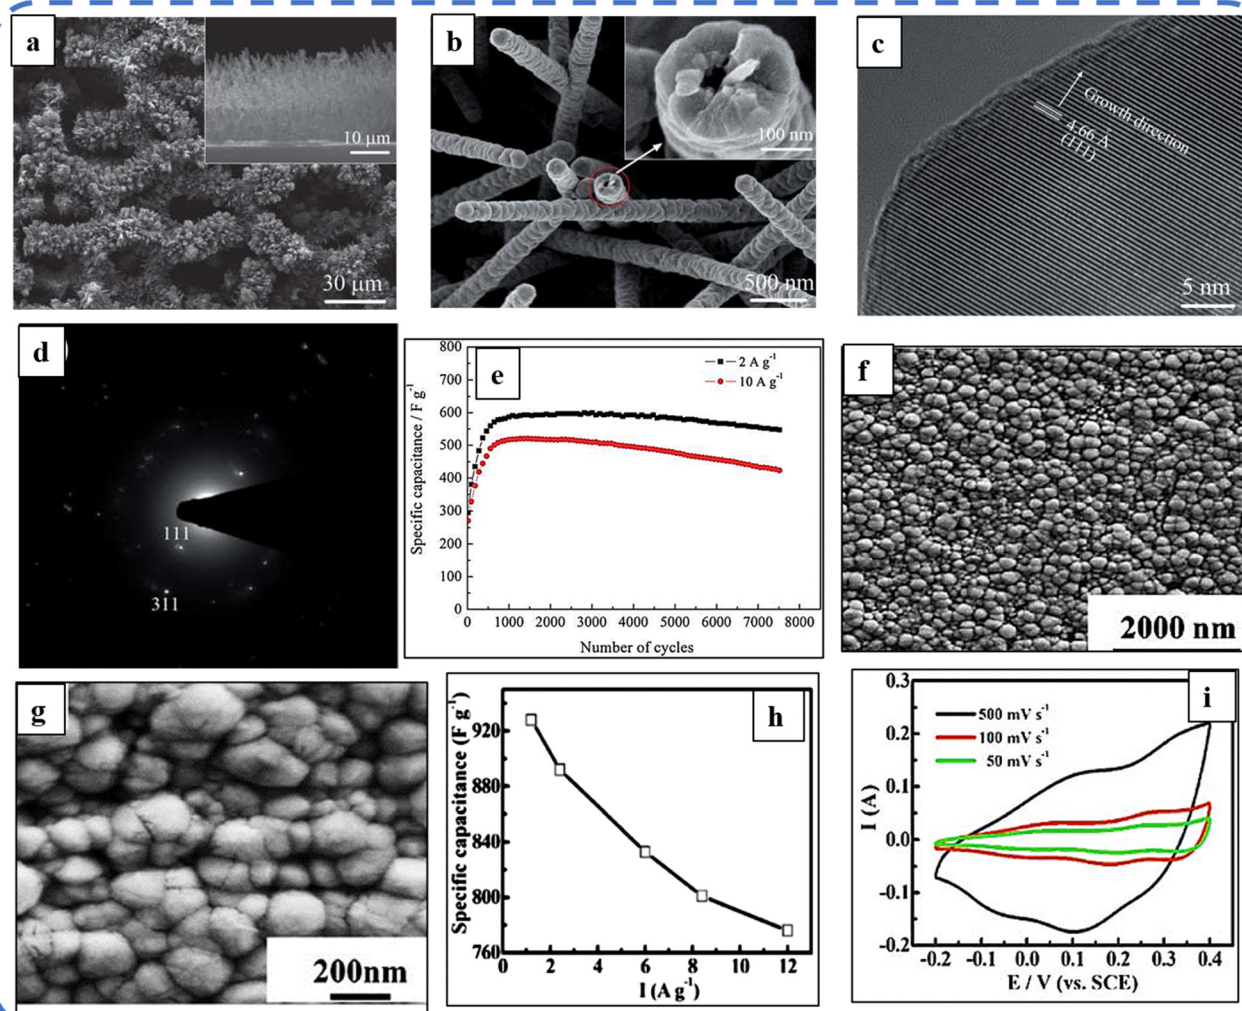 a
10 µm
30 µm
b
100 nm
500 nm
c
Growth direction
4.66 Å
(111)
5 nm
d
111
311
e
Specific capacitance / F g⁻¹
800
700
600
500
400
300
200
100
0
2 A g⁻¹
10 A g⁻¹
0 1000 2000 3000 4000 5000 6000 7000 8000
Number of cycles
f
2000 nm
g
200nm
h
Specific capacitance (F g⁻¹)
920
880
840
800
760
0 2 4 6 8 10 12
I (A g⁻¹)
i
I (A)
0.3
0.2
0.1
0.0
-0.1
-0.2
500 mV s⁻¹
100 mV s⁻¹
50 mV s⁻¹
-0.2 -0.1 0.0 0.1 0.2 0.3 0.4
E / V (vs. SCE)